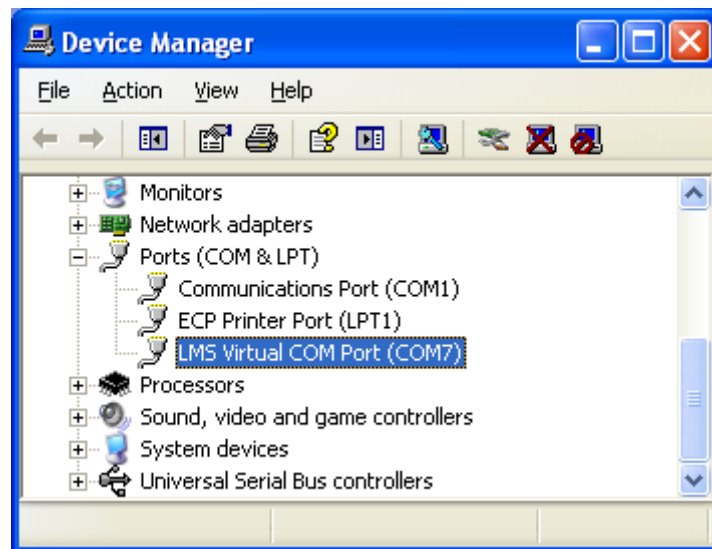 Device Manager
File Action View Help
Monitors
Network adapters
Ports (COM & LPT)
Communications Port (COM1)
ECP Printer Port (LPT1)
LMS Virtual COM Port (COM7)
Processors
Sound, video and game controllers
System devices
Universal Serial Bus controllers